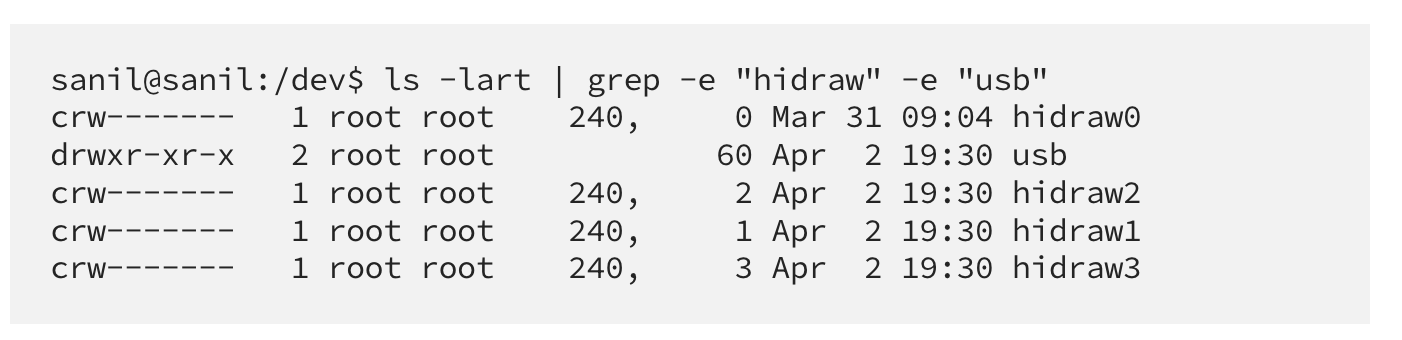 sanil@sanil:/dev$ ls -lart | grep -e "hidraw" -e "usb"
crw-------   1 root root    240,     0 Mar 31 09:04 hidraw0
drwxr-xr-x   2 root root            60 Apr  2 19:30 usb
crw-------   1 root root    240,     2 Apr  2 19:30 hidraw2
crw-------   1 root root    240,     1 Apr  2 19:30 hidraw1
crw-------   1 root root    240,     3 Apr  2 19:30 hidraw3